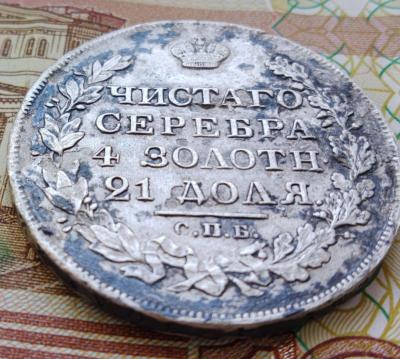 ЧИСТАГО
СЕРЕБРА
4 ЗОЛОТН
21 ДОЛЯ.
С.П.Б.